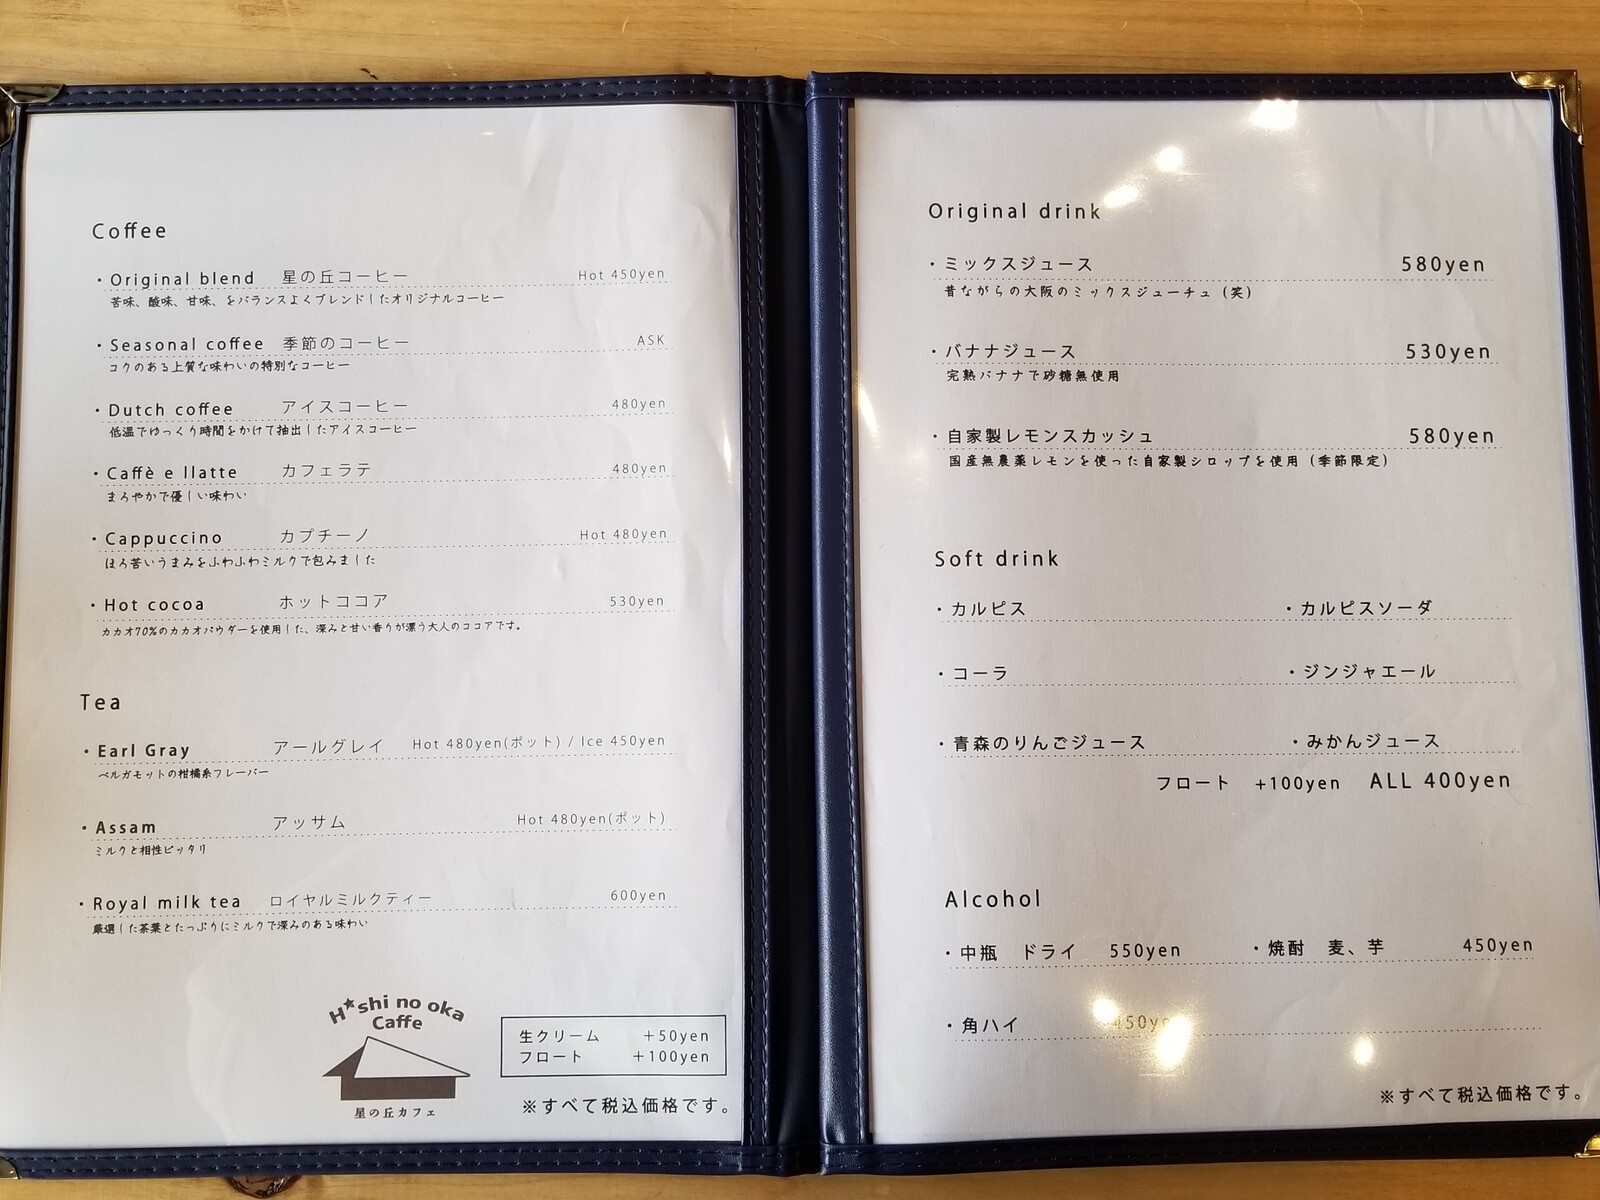 Coffee
・Original blend 星の丘コーヒー Hot 450yen
苦味、酸味、甘味、をバランスよくブレンドしたオリジナルコーヒー
・Seasonal coffee 季節のコーヒー ASK
コクのある上質な味わいの特別なコーヒー
・Dutch coffee アイスコーヒー 480yen
低温でゆっくり時間をかけて抽出したアイスコーヒー
・Caffè e llatte カフェラテ 480yen
まろやかで優しい味わい
・Cappuccino カプチーノ Hot 480yen
ほろ苦いうまみをふわふわミルクで包みました
・Hot cocoa ホットココア 530yen
カカオ70%のカカオパウダーを使用した、深みと甘い香りが漂う大人のココアです。
Tea
・Earl Gray アールグレイ Hot 480yen(ポット) / Ice 450yen
ベルガモットの柑橘系フレーバー
・Assam アッサム Hot 480yen(ポット)
ミルクと相性ピッタリ
・Royal milk tea ロイヤルミルクティー 600yen
厳選した茶葉とたっぷりにミルクで深みのある味わい
H★shi no oka
Caffe
星の丘カフェ
生クリーム +50yen
フロート +100yen
※すべて税込価格です。
Original drink
・ミックスジュース 580yen
昔ながらの大阪のミックスジューチュ（笑）
・バナナジュース 530yen
完熟バナナで砂糖無使用
・自家製レモンスカッシュ 580yen
国産無農薬レモンを使った自家製シロップを使用（季節限定）
Soft drink
・カルピス ・カルピスソーダ
・コーラ ・ジンジャエール
・青森のりんごジュース ・みかんジュース
フロート +100yen ALL 400yen
Alcohol
・中瓶 ドライ 550yen ・焼酎 麦、芋 450yen
・角ハイ 450yen
※すべて税込価格です。